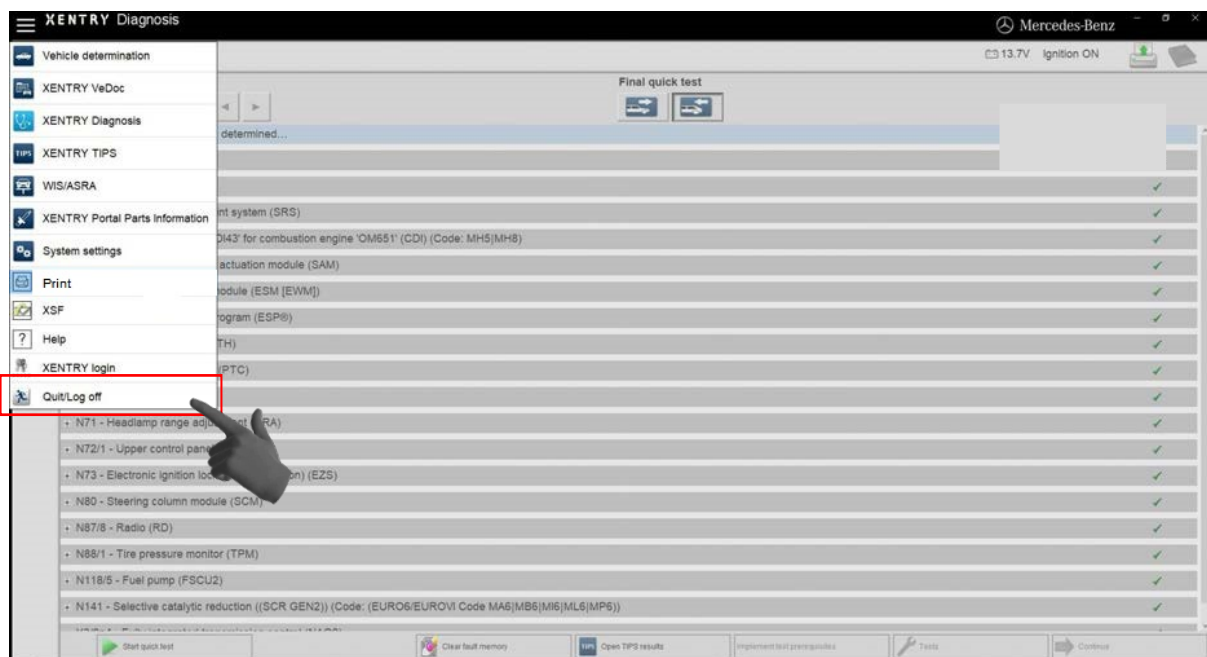 XENTRY Diagnosis
Mercedes-Benz
Vehicle determination
13.7V Ignition ON
XENTRY VeDoc
Final quick test
XENTRY Diagnosis
determined...
XENTRY TIPS
TIPS
WIS/ASRA
XENTRY Portal Parts Information
nt system (SRS)
DI43' for combustion engine 'OM651' (CDI) (Code: MH5|MH8)
System settings
actuation module (SAM)
Print
module (ESM [EWM])
XSF
rogram (ESP®)
? Help
TH)
XENTRY login
/PTC)
Quit/Log off
+ N71 - Headlamp range RA)
+ N72/1 - Upper control
+ N73 - Electronic ignition on) (EZS)
+ N80 - Steering column module (SCM)
+ N87/8 - Radio (RD)
+ N88/1 - Tire pressure monitor (TPM)
+ N118/5 - Fuel pump (FSCU2)
+ N141 - Selective catalytic reduction ((SCR GEN2)) (Code: (EURO6/EUROVI Code MA6|MB6|MI6|ML6|MP6))
Start quick test
Clear fault memory
TIPS Open TIPS results
Implement test prerequisites
Tests
Continue